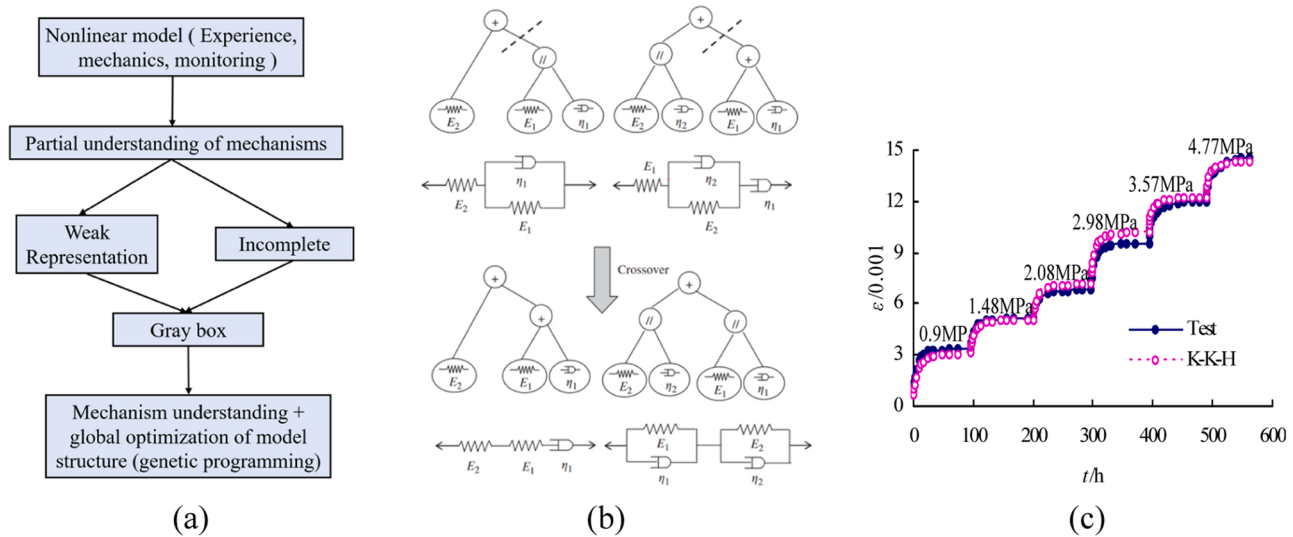 Nonlinear model ( Experience,
mechanics, monitoring )
Partial understanding of mechanisms
Weak
Representation
Incomplete
Gray box
Mechanism understanding +
global optimization of model
structure (genetic programming)
(a)
+
//
E₂
E₁
η₁
+
//
+
E₂
η₂
E₁
η₁
E₂
η₁
E₁
E₁
η₂
E₂
η₁
Crossover
+
+
E₂
E₁
η₁
+
//
//
E₂
η₂
E₁
η₁
E₂
E₁
η₁
E₁
η₁
E₂
η₂
(b)
15
12
9
6
3
0
ε/0.001
0.9MP
1.48MPa
2.08MPa
2.98MPa
3.57MPa
4.77MPa
Test
K-K-H
0 100 200 300 400 500 600
t/h
(c)